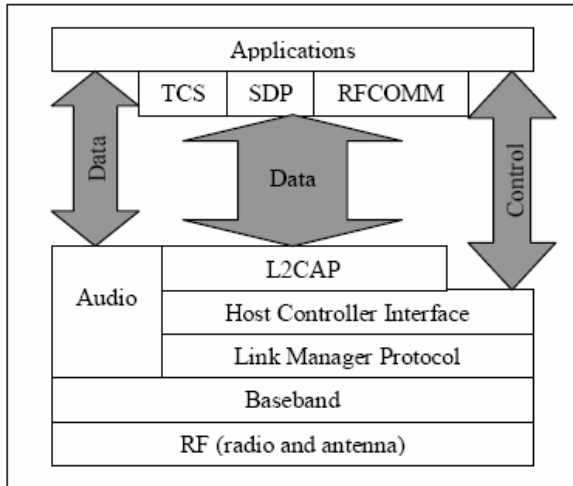 Applications
TCS SDP RFCOMM
Data
Data
Control
L2CAP
Audio
Host Controller Interface
Link Manager Protocol
Baseband
RF (radio and antenna)